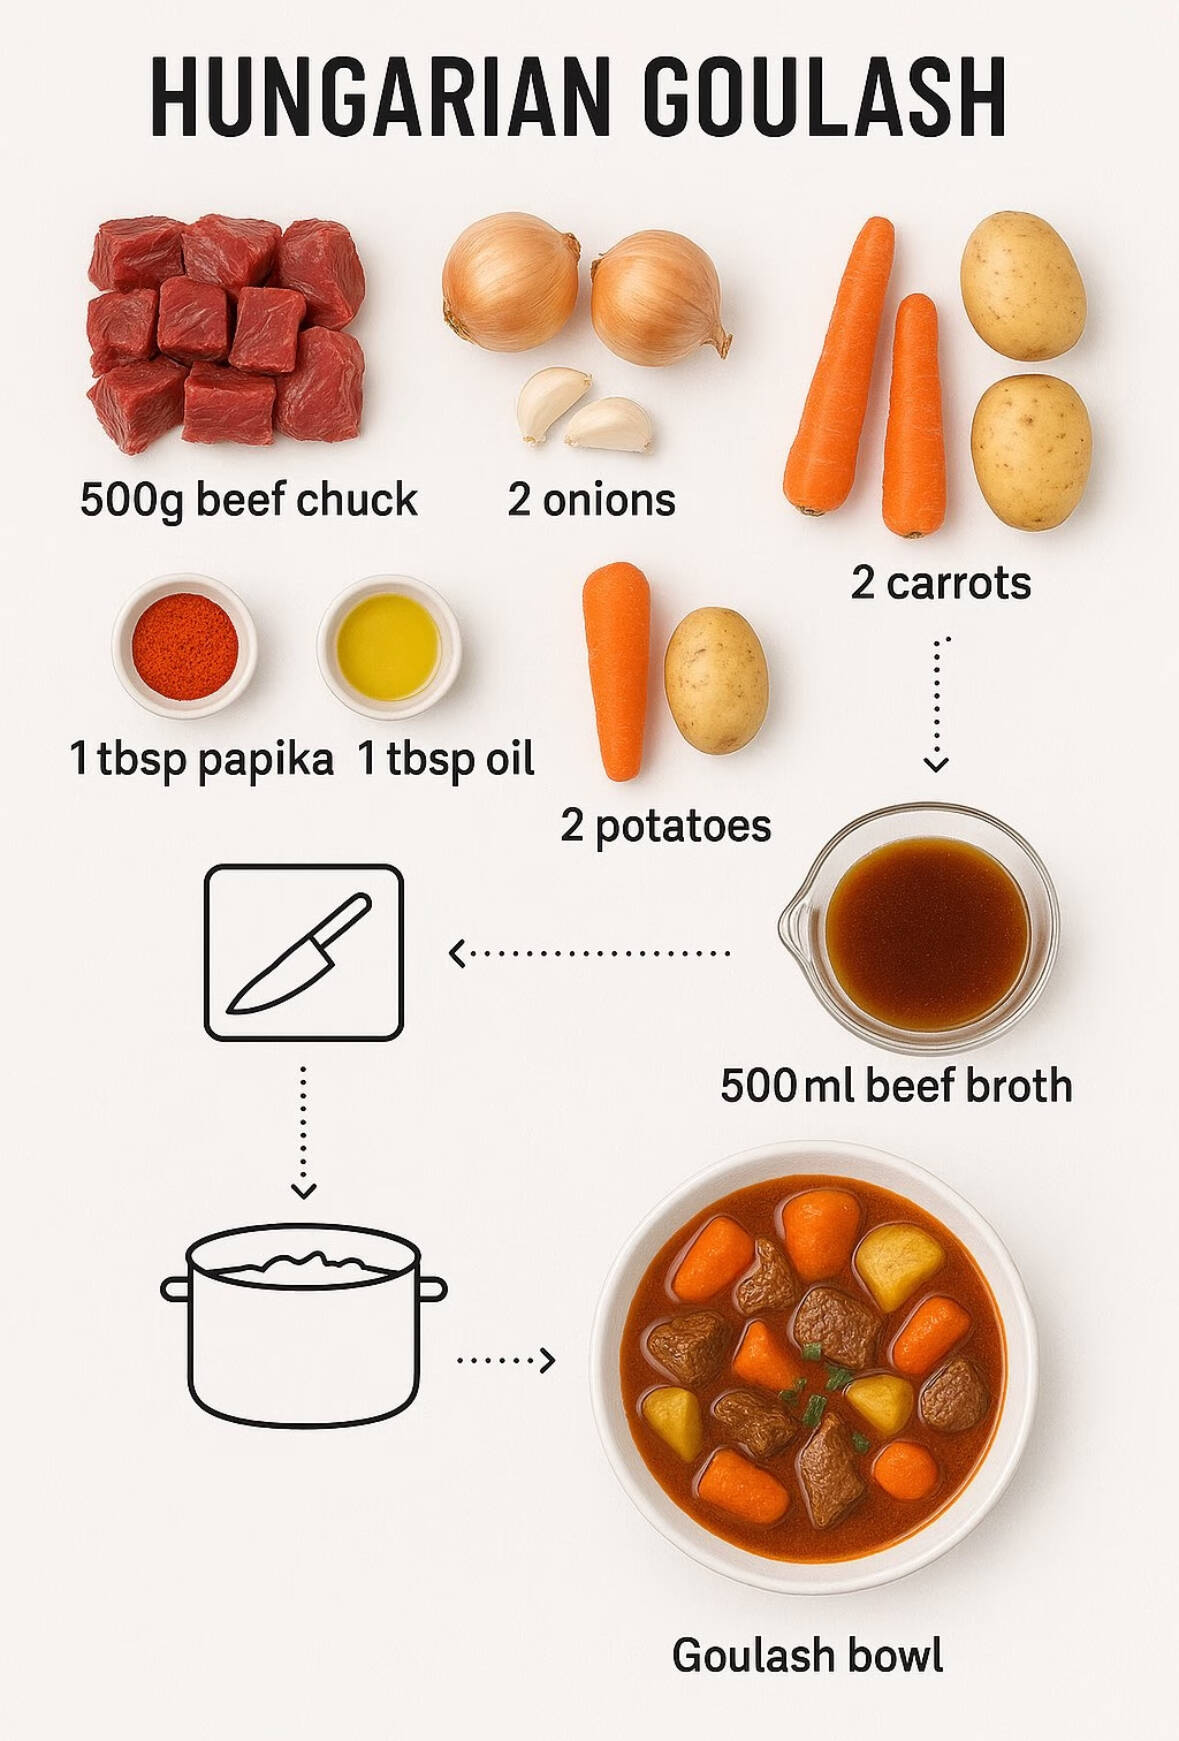 HUNGARIAN GOULASH
500g beef chuck
2 onions
2 carrots
1 tbsp papika
1 tbsp oil
2 potatoes
500 ml beef broth
Goulash bowl